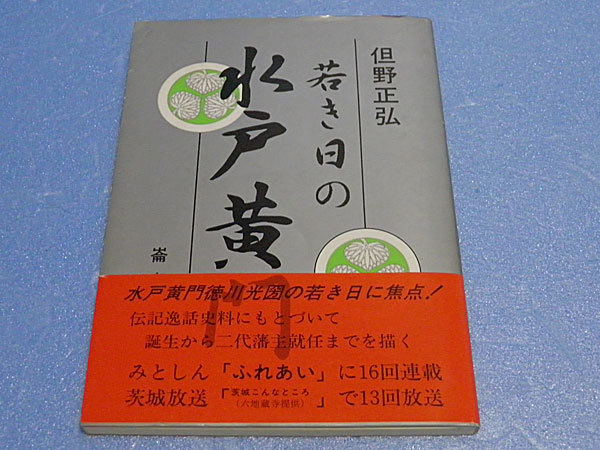 但野正弘
若き日の
水戸黄門
崙
水戸黄門徳川光圀の若き日に焦点!
伝記逸話史料にもとづいて
誕生から二代藩主就任までを描く
みとしん「ふれあい」に16回連載
茨城放送「茨城こんなところ(六地蔵寺提供)」で13回放送